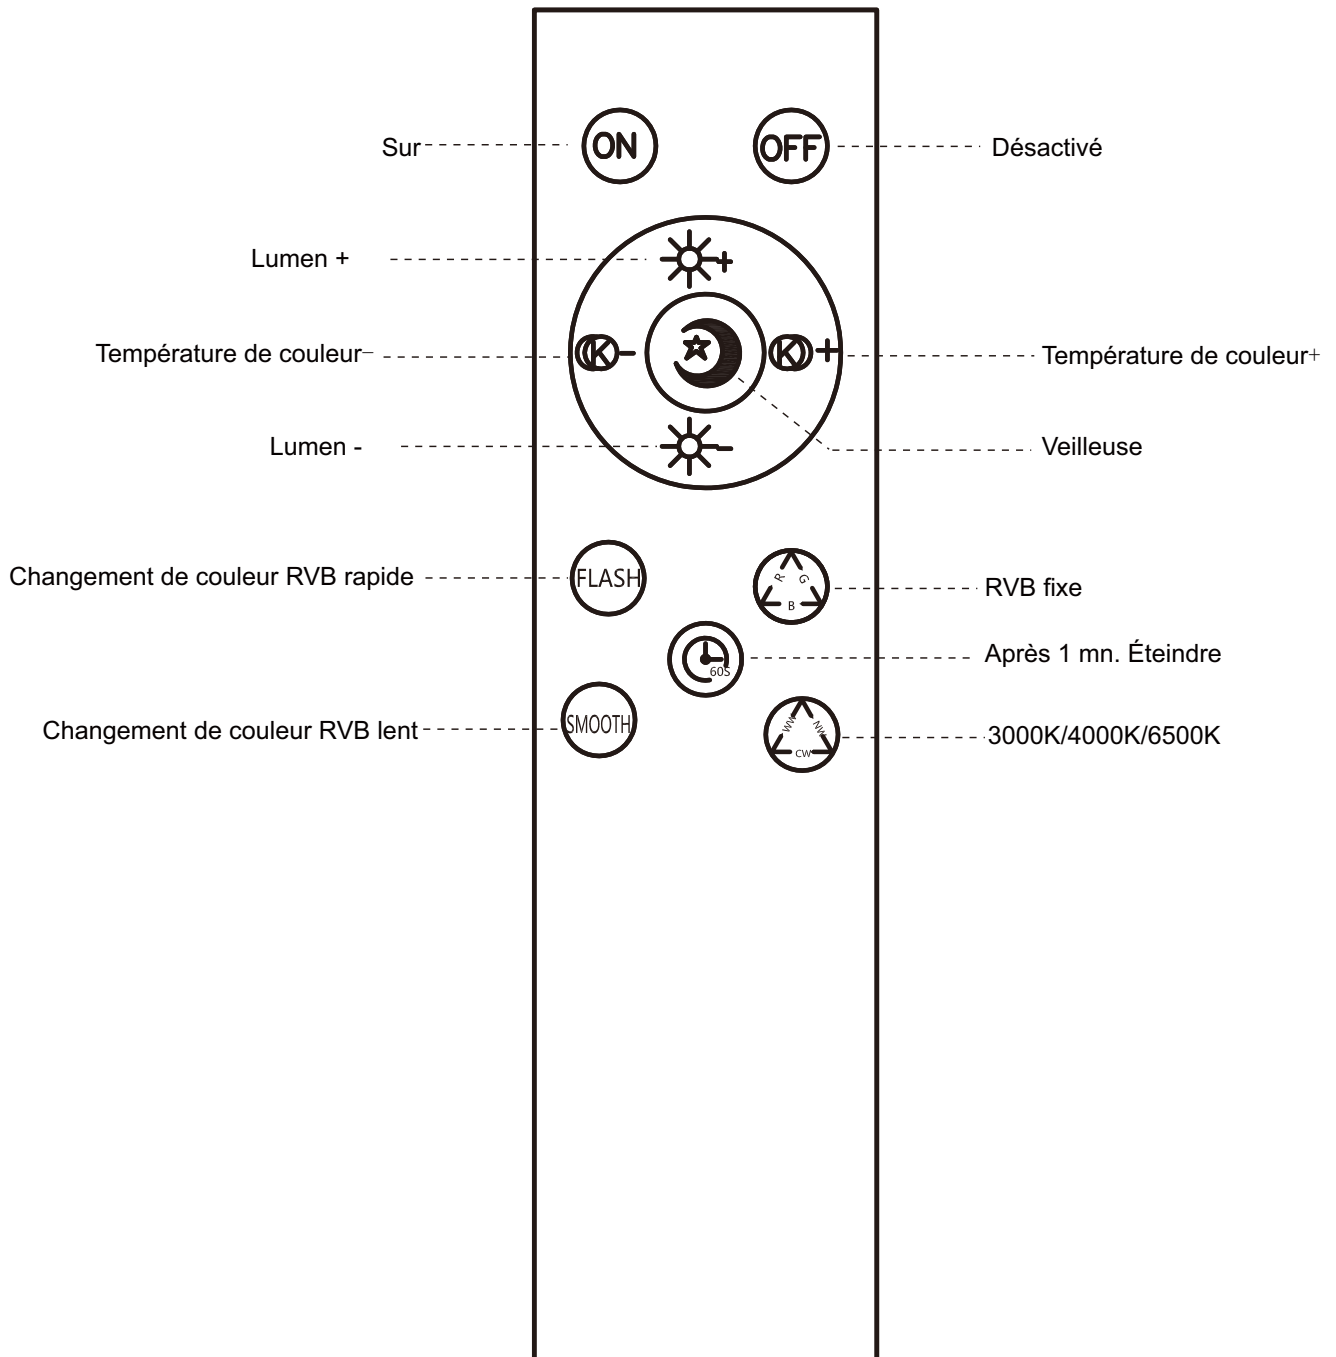 Sur
ON
OFF
Désactivé
Lumen +
+
Température de couleur−
K −
K +
Température de couleur+
Lumen -
−
Veilleuse
Changement de couleur RVB rapide
FLASH
R
G
B
RVB fixe
60S
Après 1 mn. Éteindre
Changement de couleur RVB lent
SMOOTH
WW
NW
CW
3000K/4000K/6500K